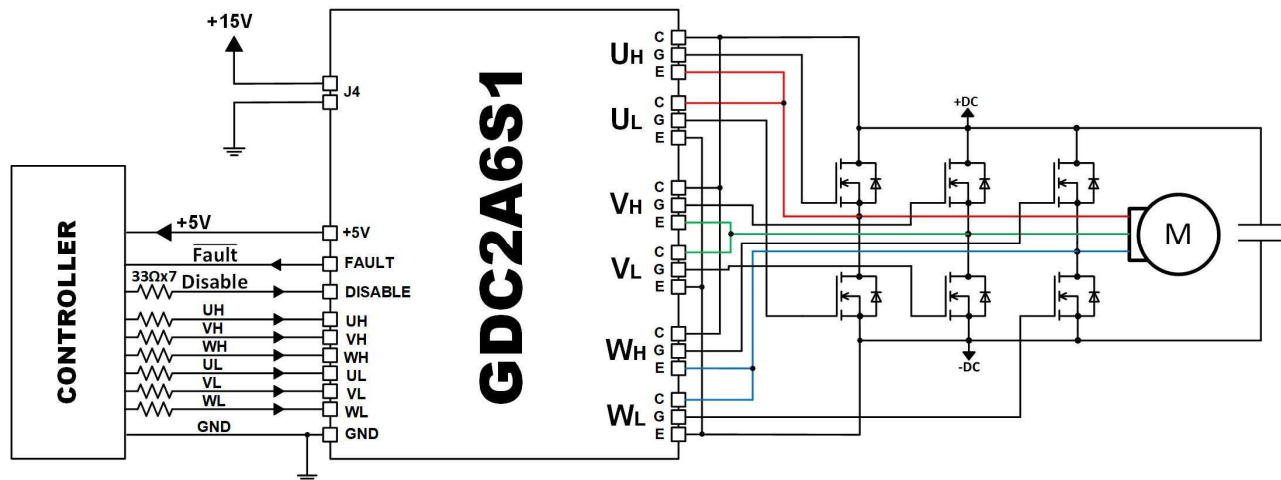 +15V
J4
CONTROLLER
+5V
+5V
Fault
FAULT
33Ωx7
Disable
DISABLE
UH
UH
VH
VH
WH
WH
UL
UL
VL
VL
WL
WL
GND
GND
GDC2A6S1
UH
C
G
E
UL
C
G
E
VH
C
G
E
VL
C
G
E
WH
C
G
E
WL
C
G
E
+DC
-DC
M